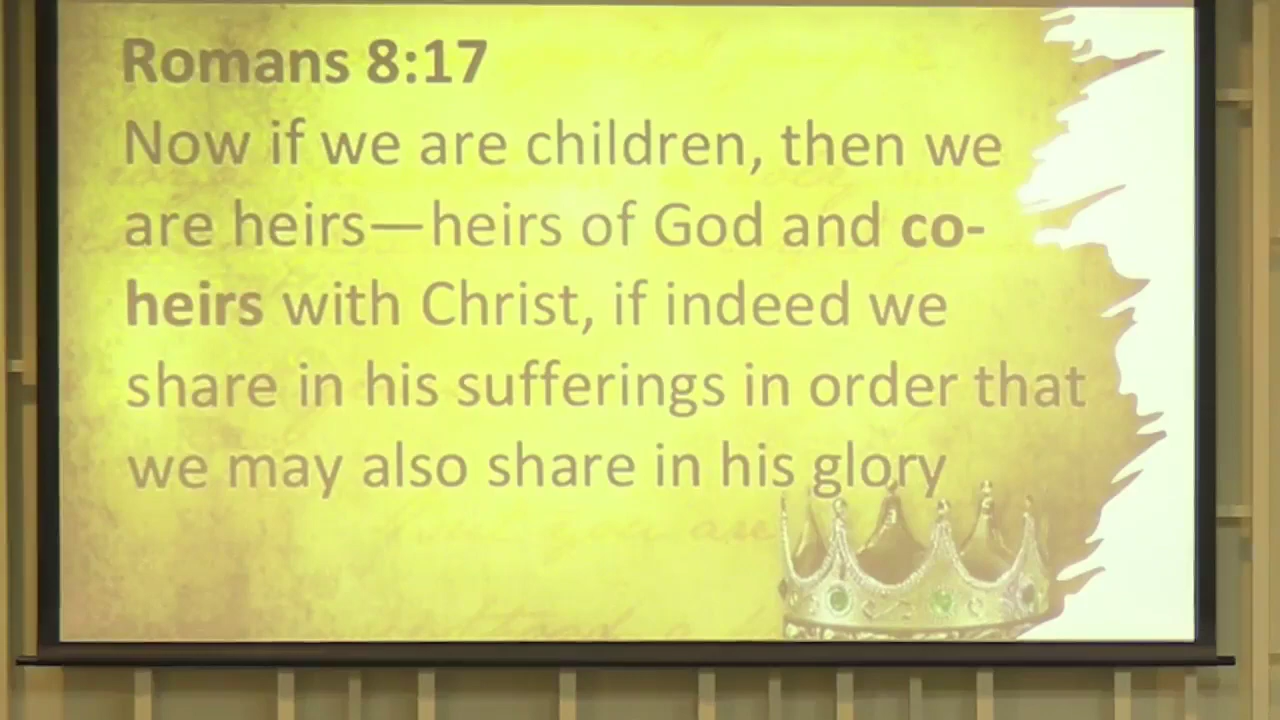 Romans 8:17
Now if we are children, then we
are heirs—heirs of God and co-
heirs with Christ, if indeed we
share in his sufferings in order that
we may also share in his glory